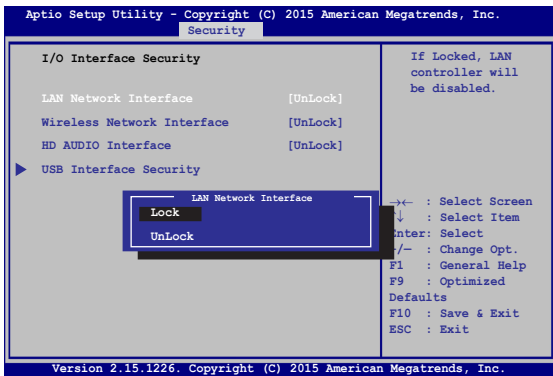 Aptio Setup Utility - Copyright (C) 2015 American Megatrends, Inc.
Security
I/O Interface Security
LAN Network Interface [UnLock]
Wireless Network Interface [UnLock]
HD AUDIO Interface [UnLock]
USB Interface Security
LAN Network Interface
Lock
UnLock
If Locked, LAN
controller will
be disabled.
→← : Select Screen
↓ : Select Item
Enter: Select
/— : Change Opt.
F1 : General Help
F9 : Optimized
Defaults
F10 : Save & Exit
ESC : Exit
Version 2.15.1226. Copyright (C) 2015 American Megatrends, Inc.